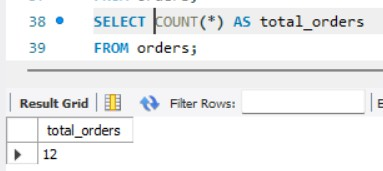 38 SELECT COUNT(*) AS total_orders
39 FROM orders;
Result Grid Filter Rows:
total_orders
12